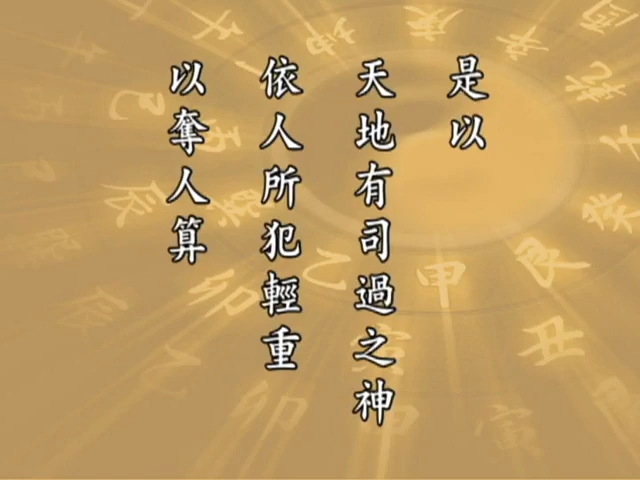 是以
天地有司過之神
依人所犯輕重
以奪人算